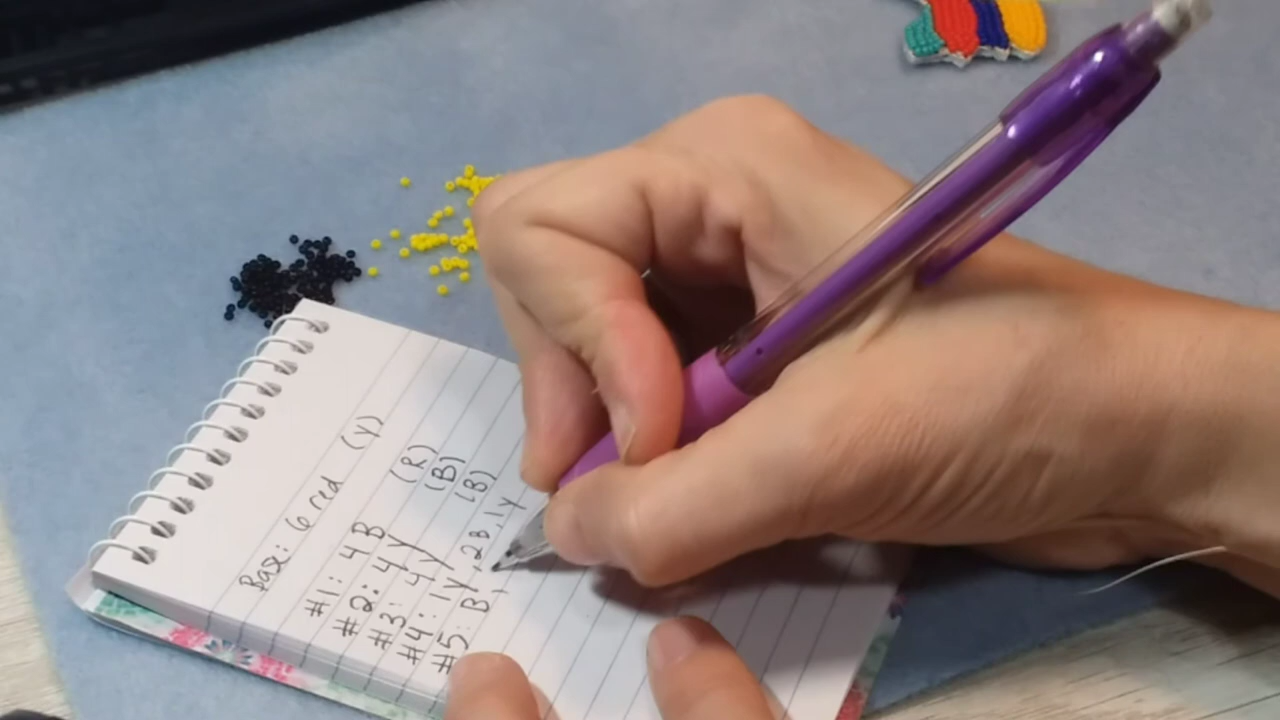 Base: 6 red (Y)
#1: 4B (R)
#2: 4Y (B)
#3: 4Y (B)
#4: 1Y, 2B, 1Y
#5: B,